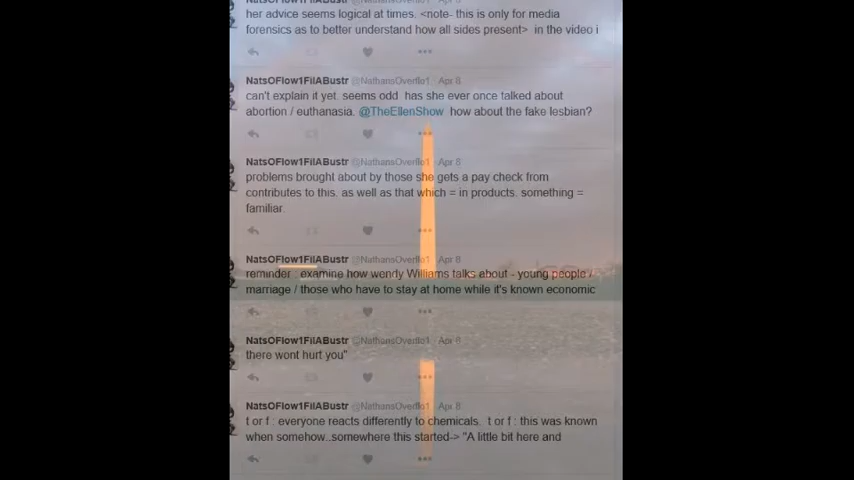 her advice seems logical at times. <note- this is only for media
forensics as to better understand how all sides present> in the video i
NatsOFlow1FilABustr @NathansOverflo1 · Apr 8
can't explain it yet. seems odd has she ever once talked about
abortion / euthanasia. @TheEllenShow how about the fake lesbian?
NatsOFlow1FilABustr @NathansOverflo1 · Apr 8
problems brought about by those she gets a pay check from
contributes to this. as well as that which = in products. something =
familiar.
NatsOFlow1FilABustr @NathansOverflo1 · Apr 8
reminder : examine how wendy Williams talks about - young people /
marriage / those who have to stay at home while it's known economic
NatsOFlow1FilABustr @NathansOverflo1 · Apr 8
there wont hurt you"
NatsOFlow1FilABustr @NathansOverflo1 · Apr 8
t or f : everyone reacts differently to chemicals. t or f : this was known
when somehow..somewhere this started-> "A little bit here and